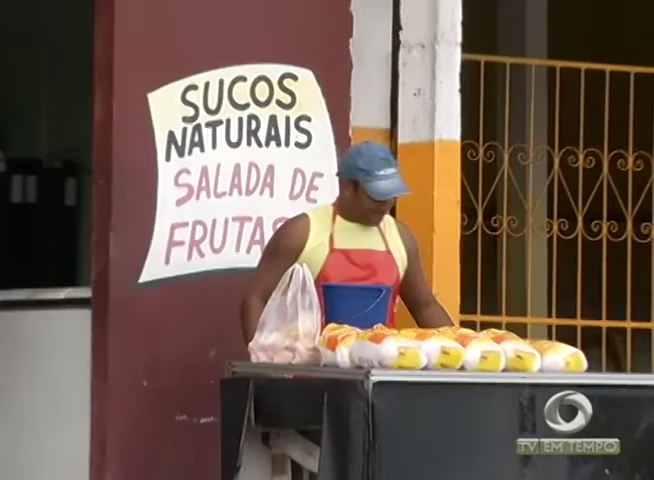 SUCOS
NATURAIS
SALADA DE
FRUTAS
TV EM TEMPO